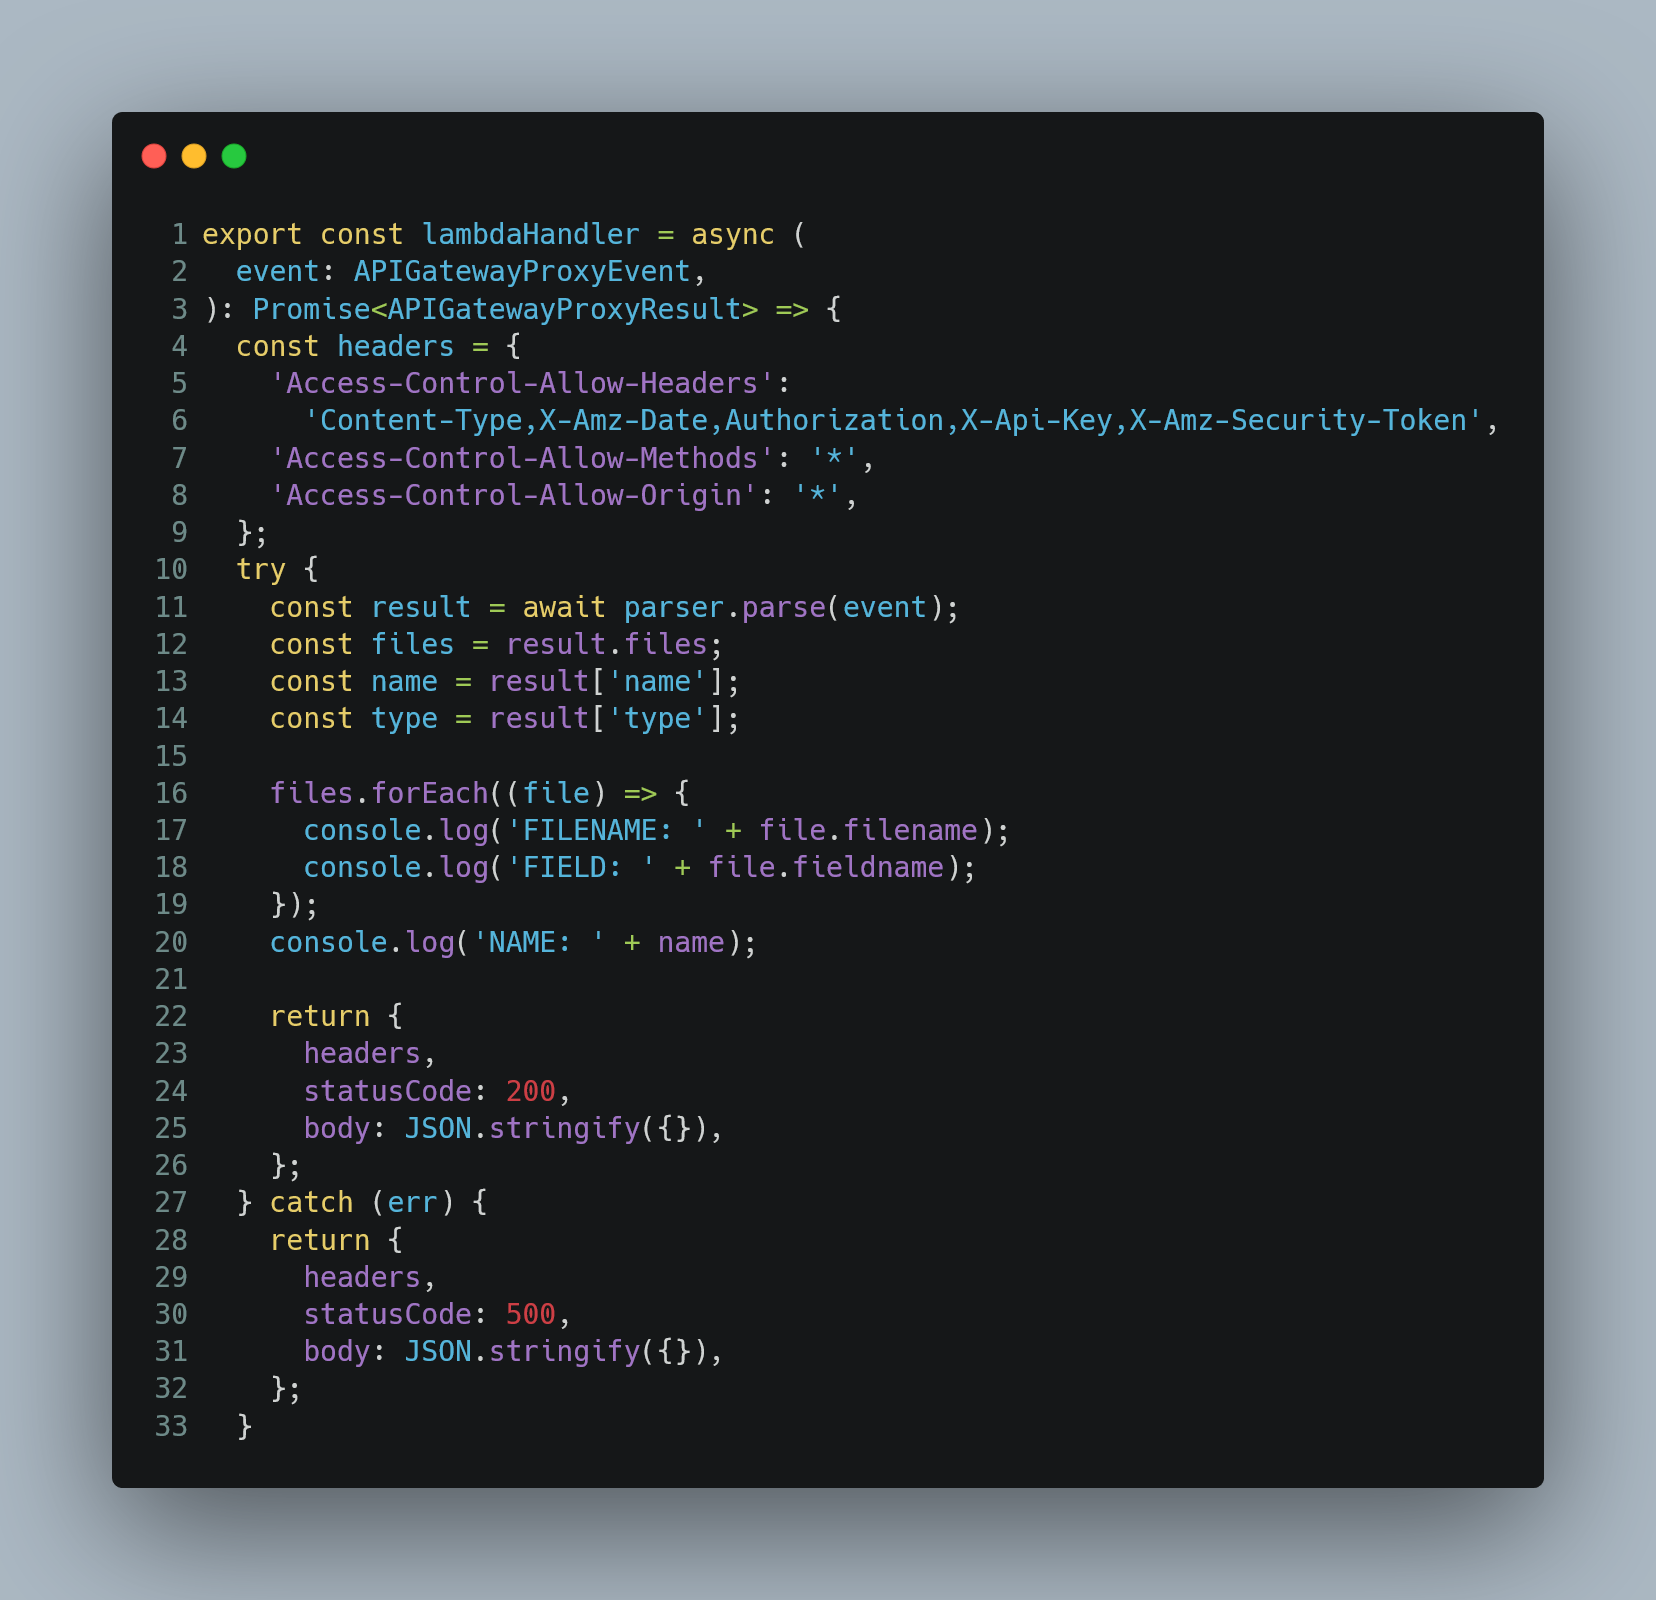 1 export const lambdaHandler = async (
2   event: APIGatewayProxyEvent,
3 ): Promise<APIGatewayProxyResult> => {
4   const headers = {
5     'Access-Control-Allow-Headers':
6       'Content-Type,X-Amz-Date,Authorization,X-Api-Key,X-Amz-Security-Token',
7     'Access-Control-Allow-Methods': '*',
8     'Access-Control-Allow-Origin': '*',
9   };
10   try {
11     const result = await parser.parse(event);
12     const files = result.files;
13     const name = result['name'];
14     const type = result['type'];
15
16     files.forEach((file) => {
17       console.log('FILENAME: ' + file.filename);
18       console.log('FIELD: ' + file.fieldname);
19     });
20     console.log('NAME: ' + name);
21
22     return {
23       headers,
24       statusCode: 200,
25       body: JSON.stringify({}),
26     };
27   } catch (err) {
28     return {
29       headers,
30       statusCode: 500,
31       body: JSON.stringify({}),
32     };
33   }